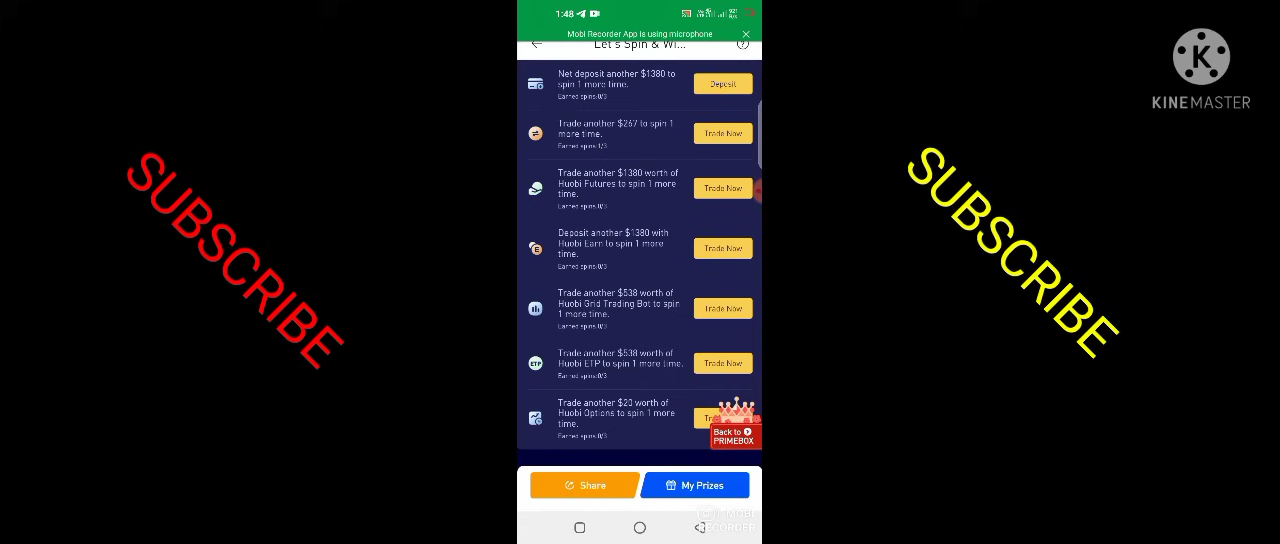 1:48
921
B/s
Mobi Recorder App is using microphone
Let's Spin & Wi...
Net deposit another $1380 to
spin 1 more time.
Earned spins:0/3
Deposit
Trade another $267 to spin 1
more time.
Earned spins:1/3
Trade Now
Trade another $1380 worth of
Huobi Futures to spin 1 more
time.
Earned spins:0/3
Trade Now
Deposit another $1380 with
Huobi Earn to spin 1 more
time.
Earned spins:0/3
Trade Now
Trade another $538 worth of
Huobi Grid Trading Bot to spin
1 more time.
Earned spins:0/3
Trade Now
ETP
Trade another $538 worth of
Huobi ETP to spin 1 more time.
Earned spins:0/3
Trade Now
Trade another $20 worth of
Huobi Options to spin 1 more
time.
Earned spins:0/3
Back to
PRIMEBOX
Share
My Prizes
MOBI
RECORDER
SUBSCRIBE
SUBSCRIBE
K
KINEMASTER